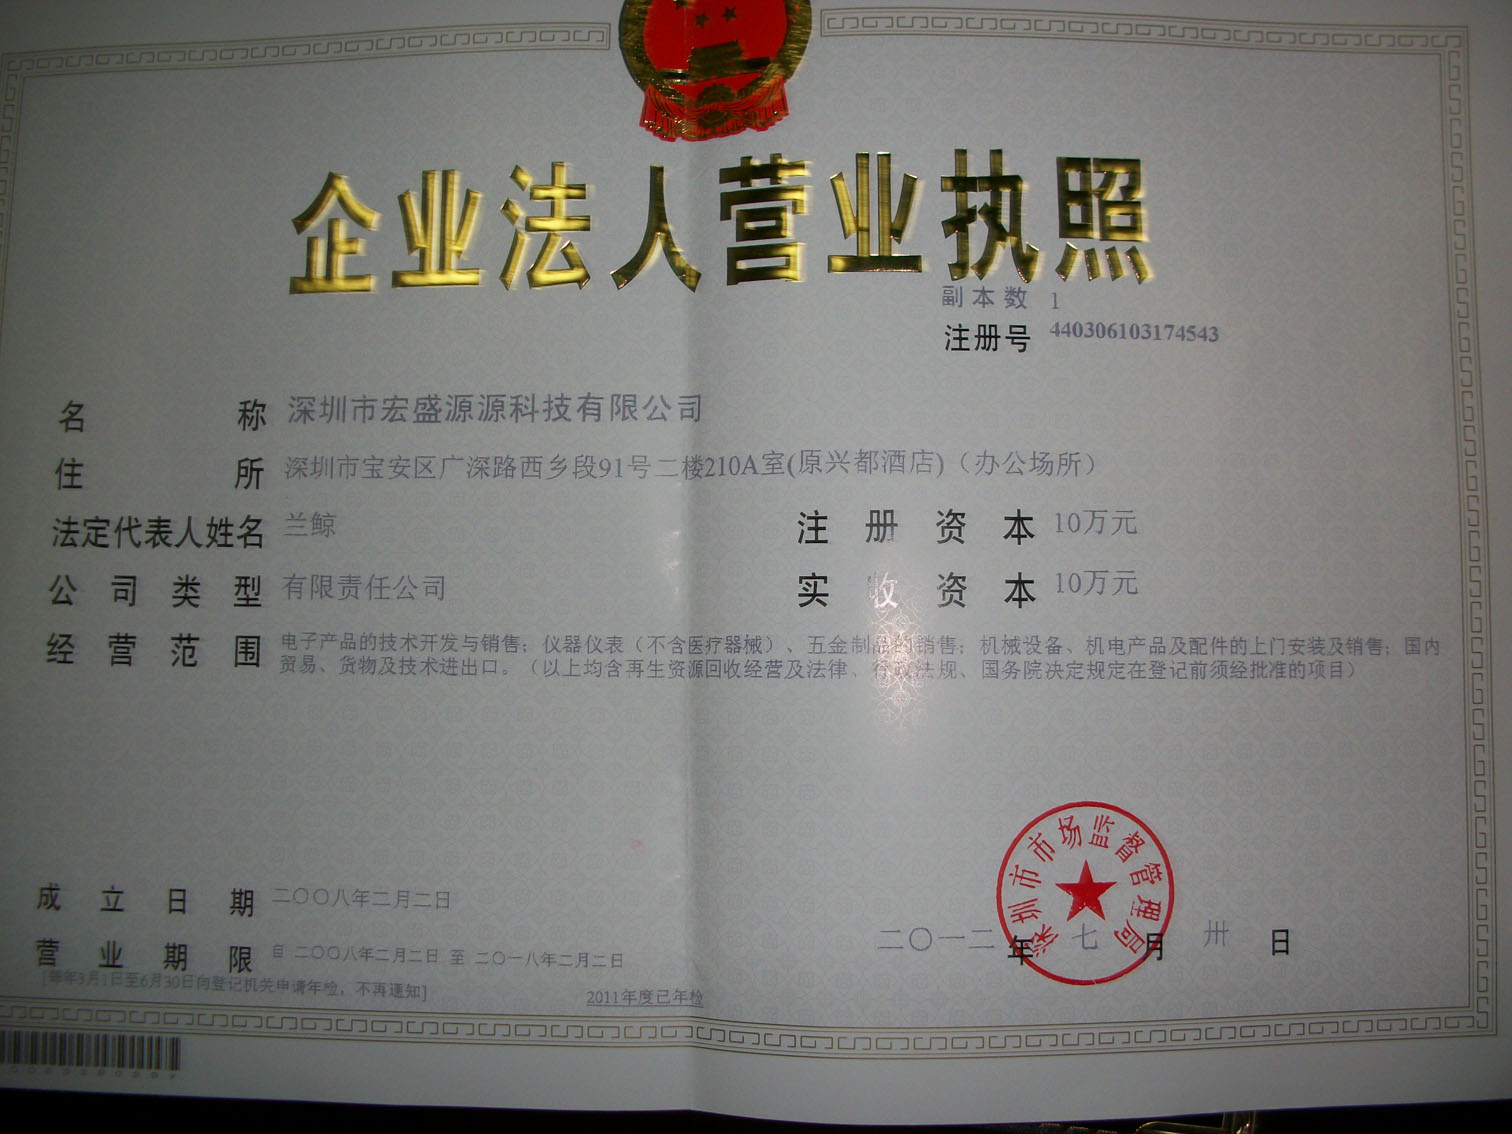 企业法人营业执照
副本数 1
注册号 440306103174543
名称 深圳市宏盛源源科技有限公司
住所 深圳市宝安区广深路西乡段91号二楼210A室(原兴都酒店)（办公场所）
法定代表人姓名 兰鲸 注册资本 10万元
公司类型 有限责任公司 实收资本 10万元
经营范围 电子产品的技术开发与销售；仪器仪表（不含医疗器械）、五金制品的销售；机械设备、机电产品及配件的上门安装及销售；国内
贸易、货物及技术进出口。（以上均含再生资源回收经营及法律、行政法规、国务院决定规定在登记前须经批准的项目）
深圳市市场监督管理局
成立日期 二〇〇八年二月二日
二〇一二年七月卅日
营业期限 自 二〇〇八年二月二日 至 二〇一八年二月二日
[每年3月1日至6月30日向登记机关申请年检，不再通知]
2011年度已年检